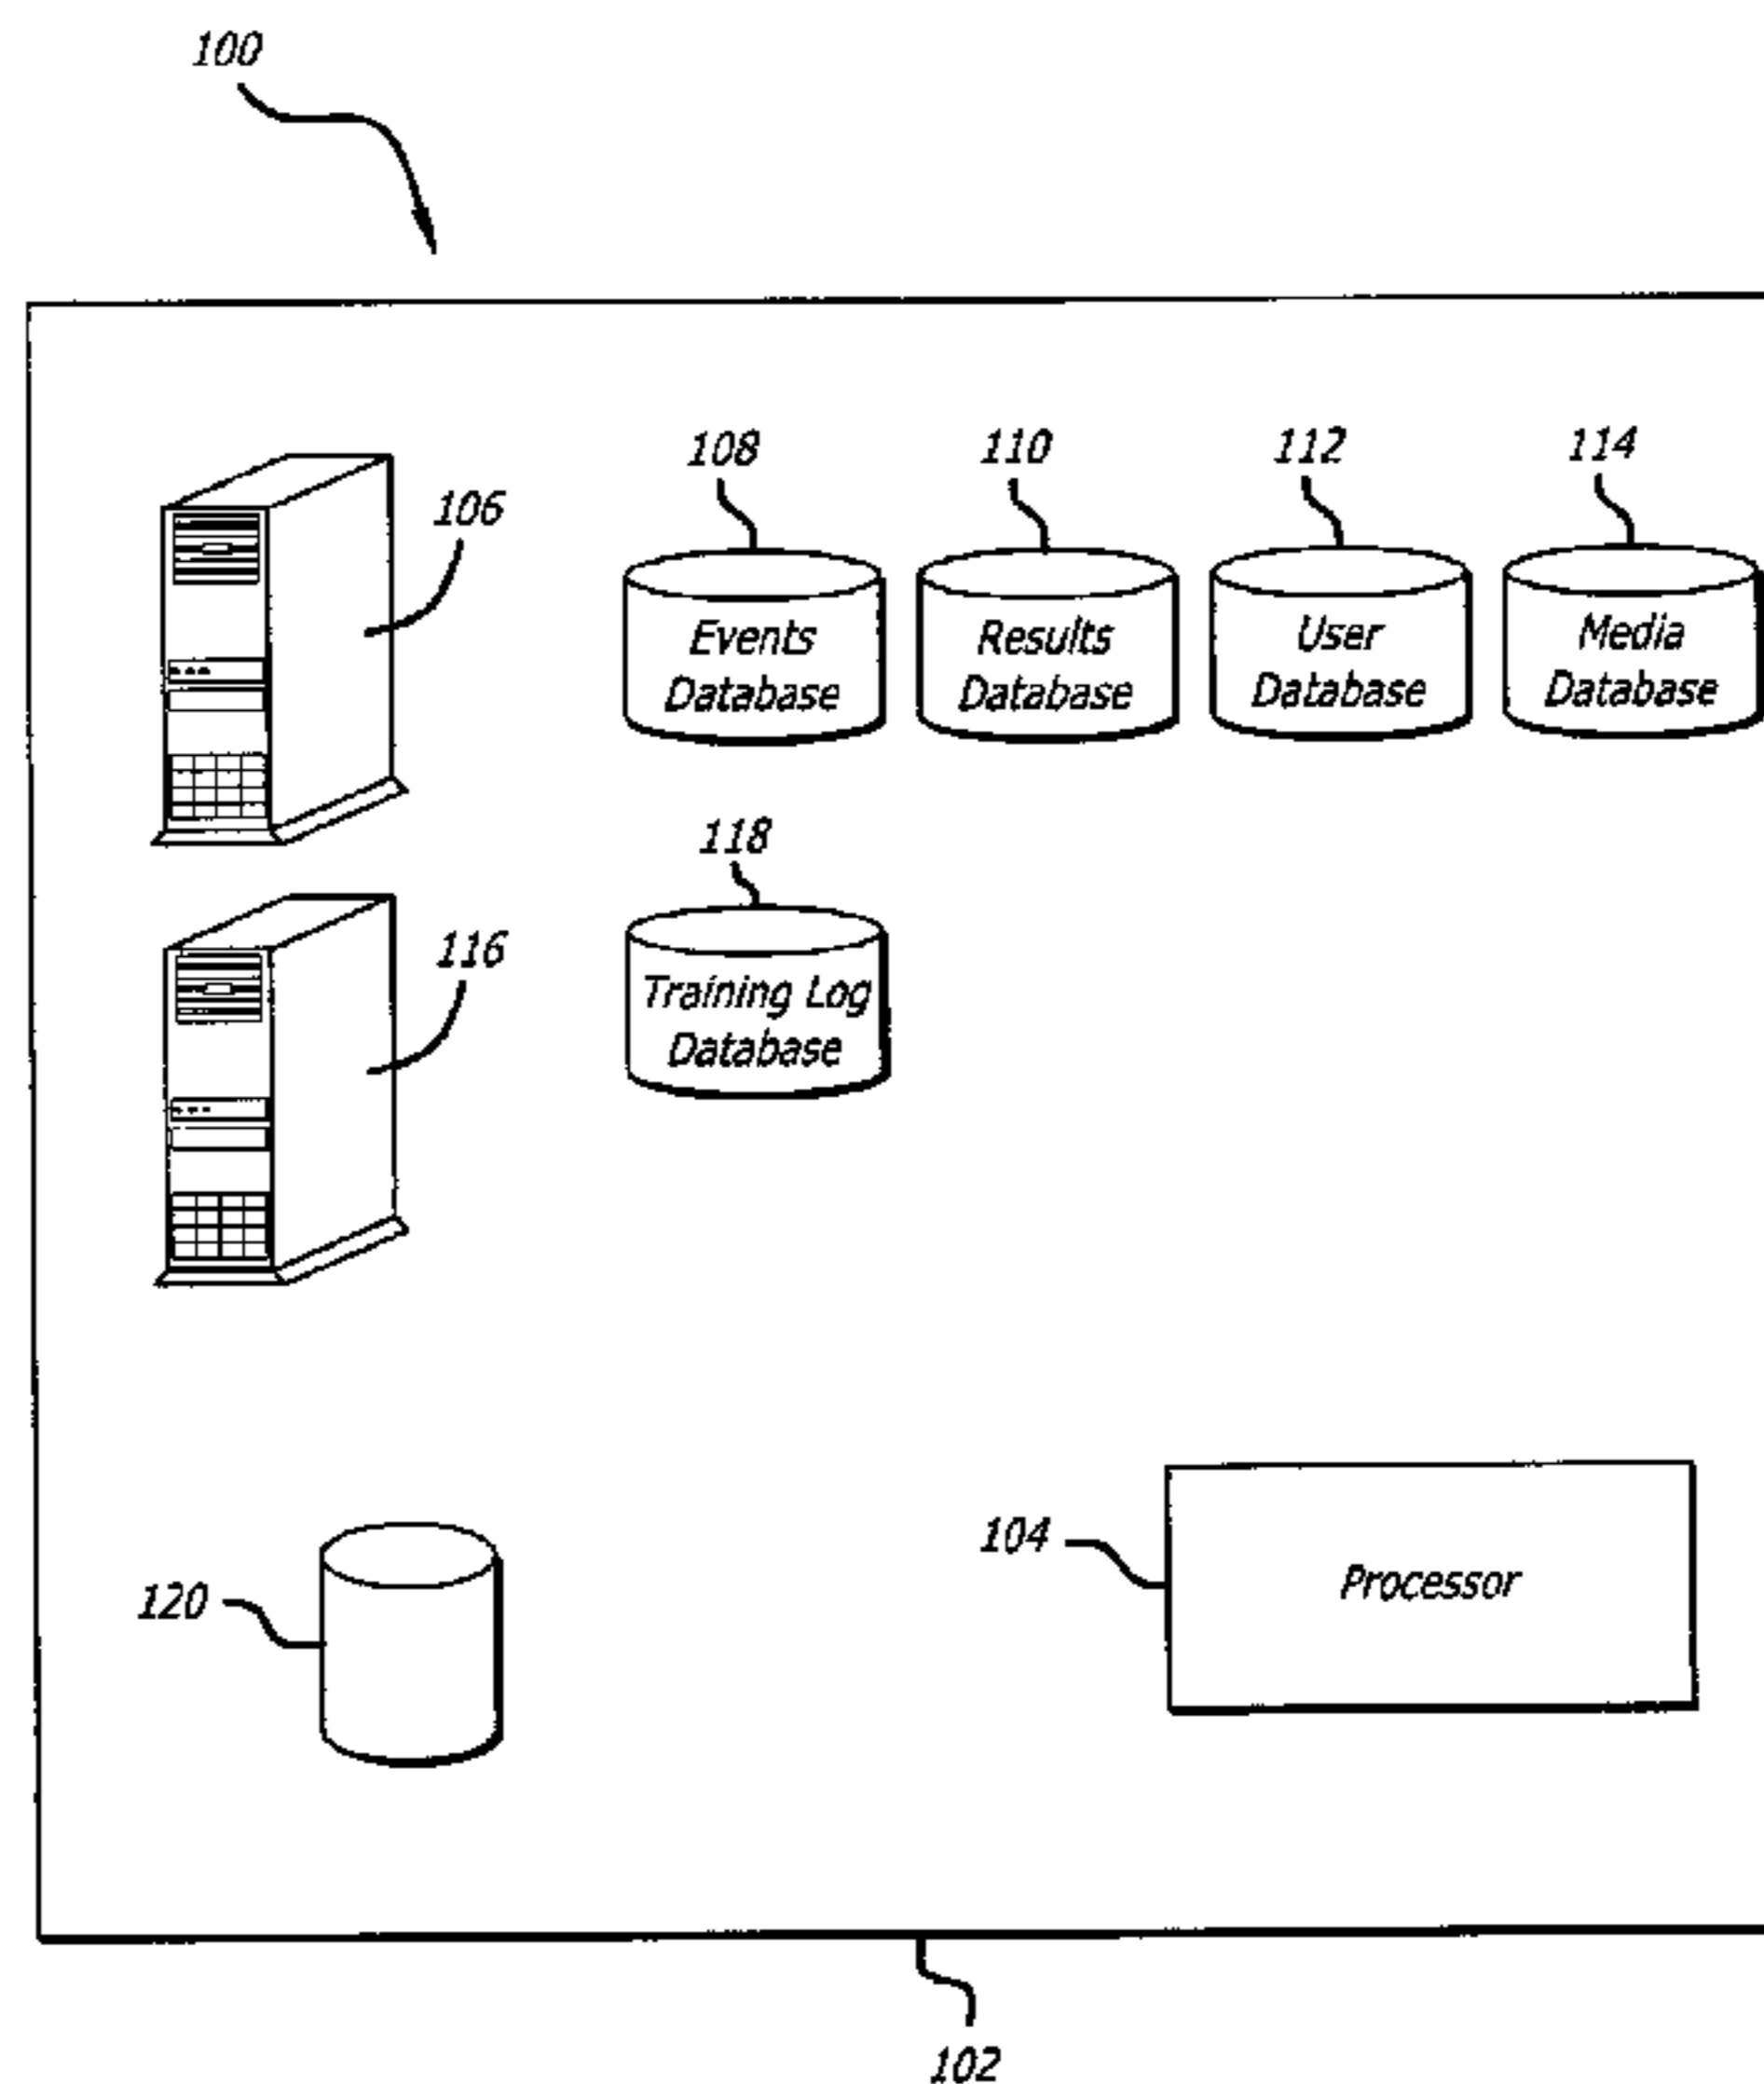 100
108
110
112
114
106
Events
Database
Results
Database
User
Database
Media
Database
118
116
Training Log
Database
104
Processor
120
102